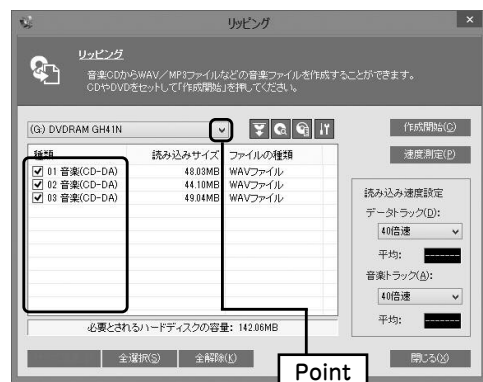 リッピング
リッピング
音楽CDからWAV／MP3ファイルなどの音楽ファイルを作成することができます。
CDやDVDをセットして「作成開始」を押してください。
(G:) DVDRAM GH41N
作成開始(C)
種類 読み込みサイズ ファイルの種類
速度測定(P)
01 音楽(CD-DA) 48.03MB WAVファイル
02 音楽(CD-DA) 44.10MB WAVファイル
03 音楽(CD-DA) 49.04MB WAVファイル
読み込み速度設定
データトラック(D):
40倍速
平均:
音楽トラック(A):
40倍速
平均:
必要とされるハードディスクの容量: 142.06MB
全選択(S) 全解除(K) 閉じる(X)
Point